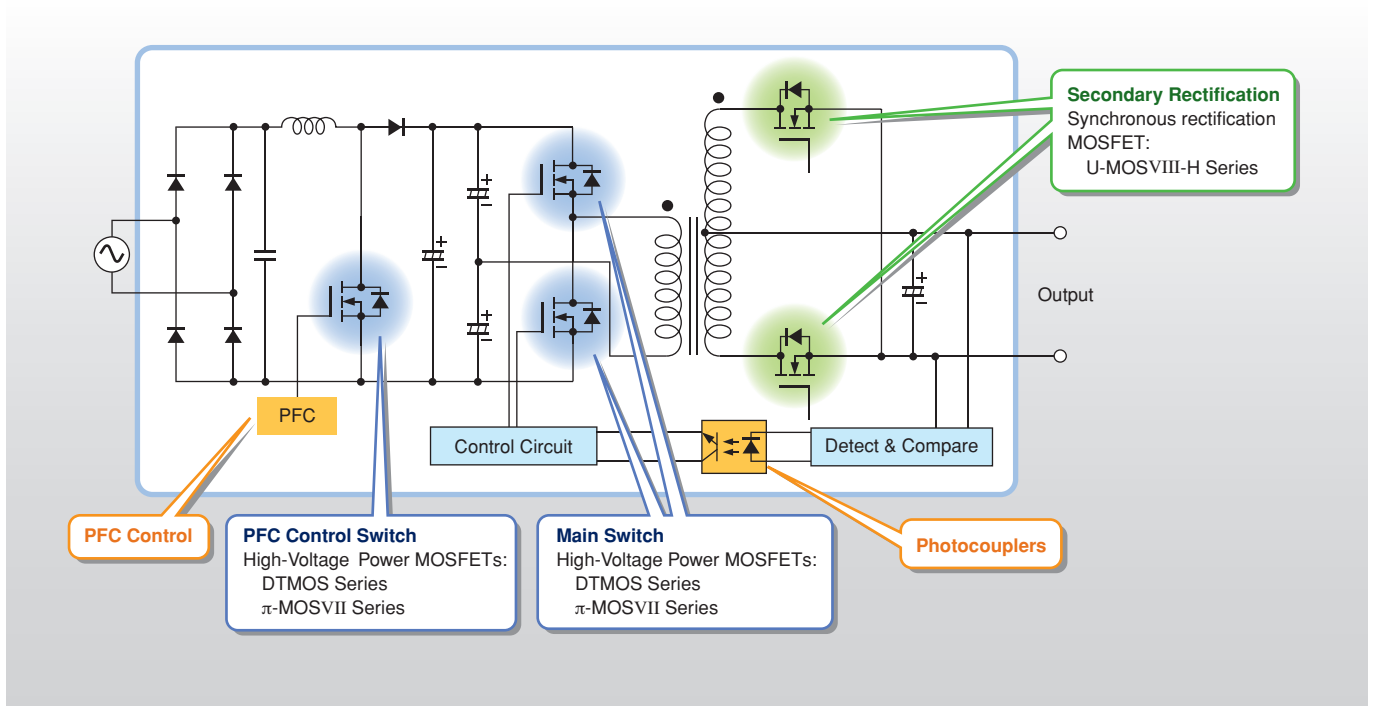 Secondary Rectification
Synchronous rectification
MOSFET:
U-MOSVIII-H Series
+
−
+
−
+
−
+
−
Output
PFC
Control Circuit
Detect & Compare
PFC Control
PFC Control Switch
High-Voltage Power MOSFETs:
DTMOS Series
π-MOSVII Series
Main Switch
High-Voltage Power MOSFETs:
DTMOS Series
π-MOSVII Series
Photocouplers